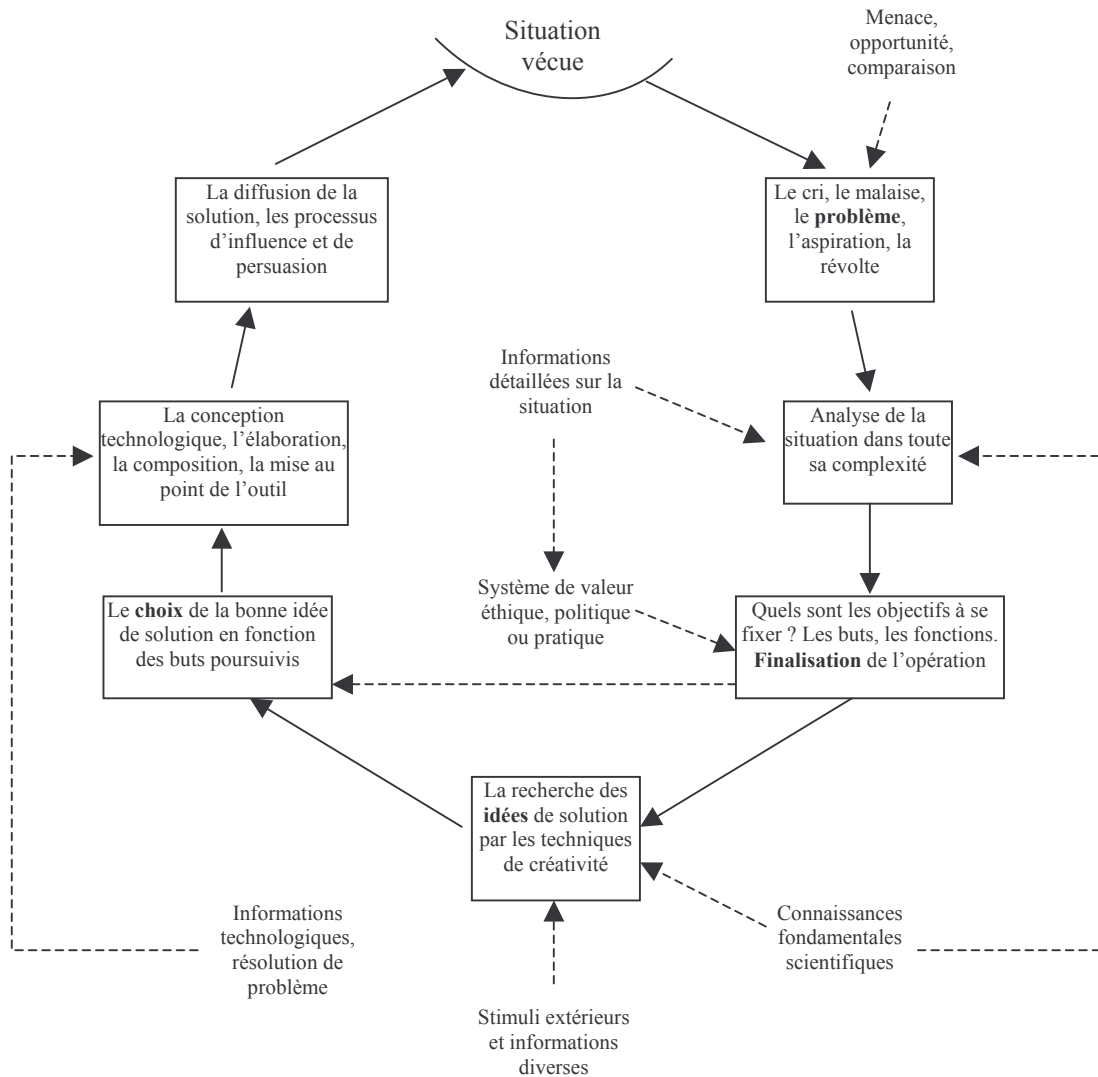 Situation
vécue
Menace,
opportunité,
comparaison
La diffusion de la
solution, les processus
d’influence et de
persuasion
Le cri, le malaise,
le problème,
l’aspiration, la
révolte
Informations
détaillées sur la
situation
La conception
technologique, l’élaboration,
la composition, la mise au
point de l’outil
Analyse de la
situation dans toute
sa complexité
Système de valeur
éthique, politique
ou pratique
Le choix de la bonne idée
de solution en fonction
des buts poursuivis
Quels sont les objectifs à se
fixer ? Les buts, les fonctions.
Finalisation de l’opération
La recherche des
idées de solution
par les techniques
de créativité
Informations
technologiques,
résolution de
problème
Connaissances
fondamentales
scientifiques
Stimuli extérieurs
et informations
diverses